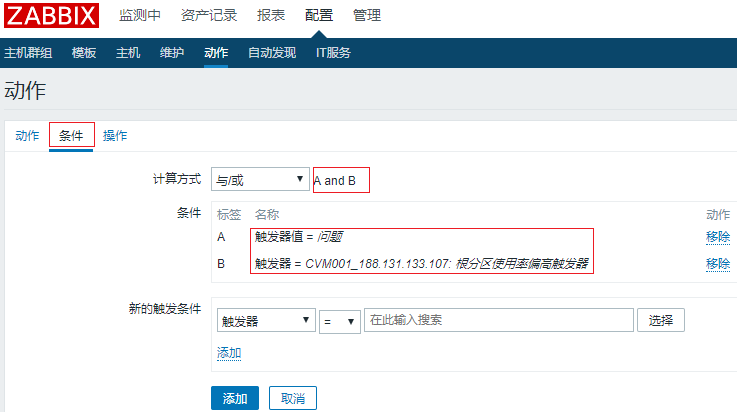 ZABBIX 监测中 资产记录 报表 配置 管理
主机群组 模板 主机 维护 动作 自动发现 IT服务
动作
动作 条件 操作
计算方式 与/或 A and B
条件 标签 名称 动作
A 触发器值 = 问题 移除
B 触发器 = CVM001_188.131.133.107: 根分区使用率偏高触发器 移除
新的触发条件 触发器 = 在此输入搜索 选择
添加
添加 取消